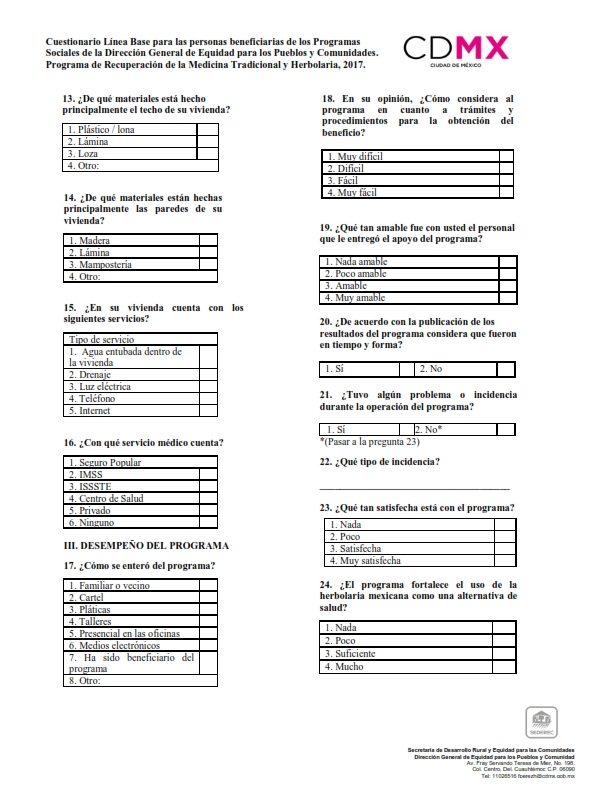 Cuestionario Línea Base para las personas beneficiarias de los Programas
Sociales de la Dirección General de Equidad para los Pueblos y Comunidades.
Programa de Recuperación de la Medicina Tradicional y Herbolaria, 2017.
CDMX
CIUDAD DE MÉXICO
13. ¿De qué materiales está hecho
principalmente el techo de su vivienda?
1. Plástico / lona
2. Lámina
3. Loza
4. Otro:
14. ¿De qué materiales están hechas
principalmente las paredes de su
vivienda?
1. Madera
2. Lámina
3. Mampostería
4. Otro:
15. ¿En su vivienda cuenta con los
siguientes servicios?
Tipo de servicio
1. Agua entubada dentro de
la vivienda
2. Drenaje
3. Luz eléctrica
4. Teléfono
5. Internet
16. ¿Con qué servicio médico cuenta?
1. Seguro Popular
2. IMSS
3. ISSSTE
4. Centro de Salud
5. Privado
6. Ninguno
III. DESEMPEÑO DEL PROGRAMA
17. ¿Cómo se enteró del programa?
1. Familiar o vecino
2. Cartel
3. Pláticas
4. Talleres
5. Presencial en las oficinas
6. Medios electrónicos
7. Ha sido beneficiario del
programa
8. Otro:
18. En su opinión, ¿Cómo considera al
programa en cuanto a trámites y
procedimientos para la obtención del
beneficio?
1. Muy difícil
2. Difícil
3. Fácil
4. Muy fácil
19. ¿Qué tan amable fue con usted el personal
que le entregó el apoyo del programa?
1. Nada amable
2. Poco amable
3. Amable
4. Muy amable
20. ¿De acuerdo con la publicación de los
resultados del programa considera que fueron
en tiempo y forma?
1. Sí 2. No
21. ¿Tuvo algún problema o incidencia
durante la operación del programa?
1. Sí 2. No*
*(Pasar a la pregunta 23)
22. ¿Qué tipo de incidencia?
23. ¿Qué tan satisfecha está con el programa?
1. Nada
2. Poco
3. Satisfecha
4. Muy satisfecha
24. ¿El programa fortalece el uso de la
herbolaria mexicana como una alternativa de
salud?
1. Nada
2. Poco
3. Suficiente
4. Mucho
SEDEREC
Secretaría de Desarrollo Rural y Equidad para las Comunidades
Dirección General de Equidad para los Pueblos y Comunidad
Av. Fray Servando Teresa de Mier, No. 198.
Col. Centro, Del. Cuauhtémoc C.P. 06090
Tel: 11026516